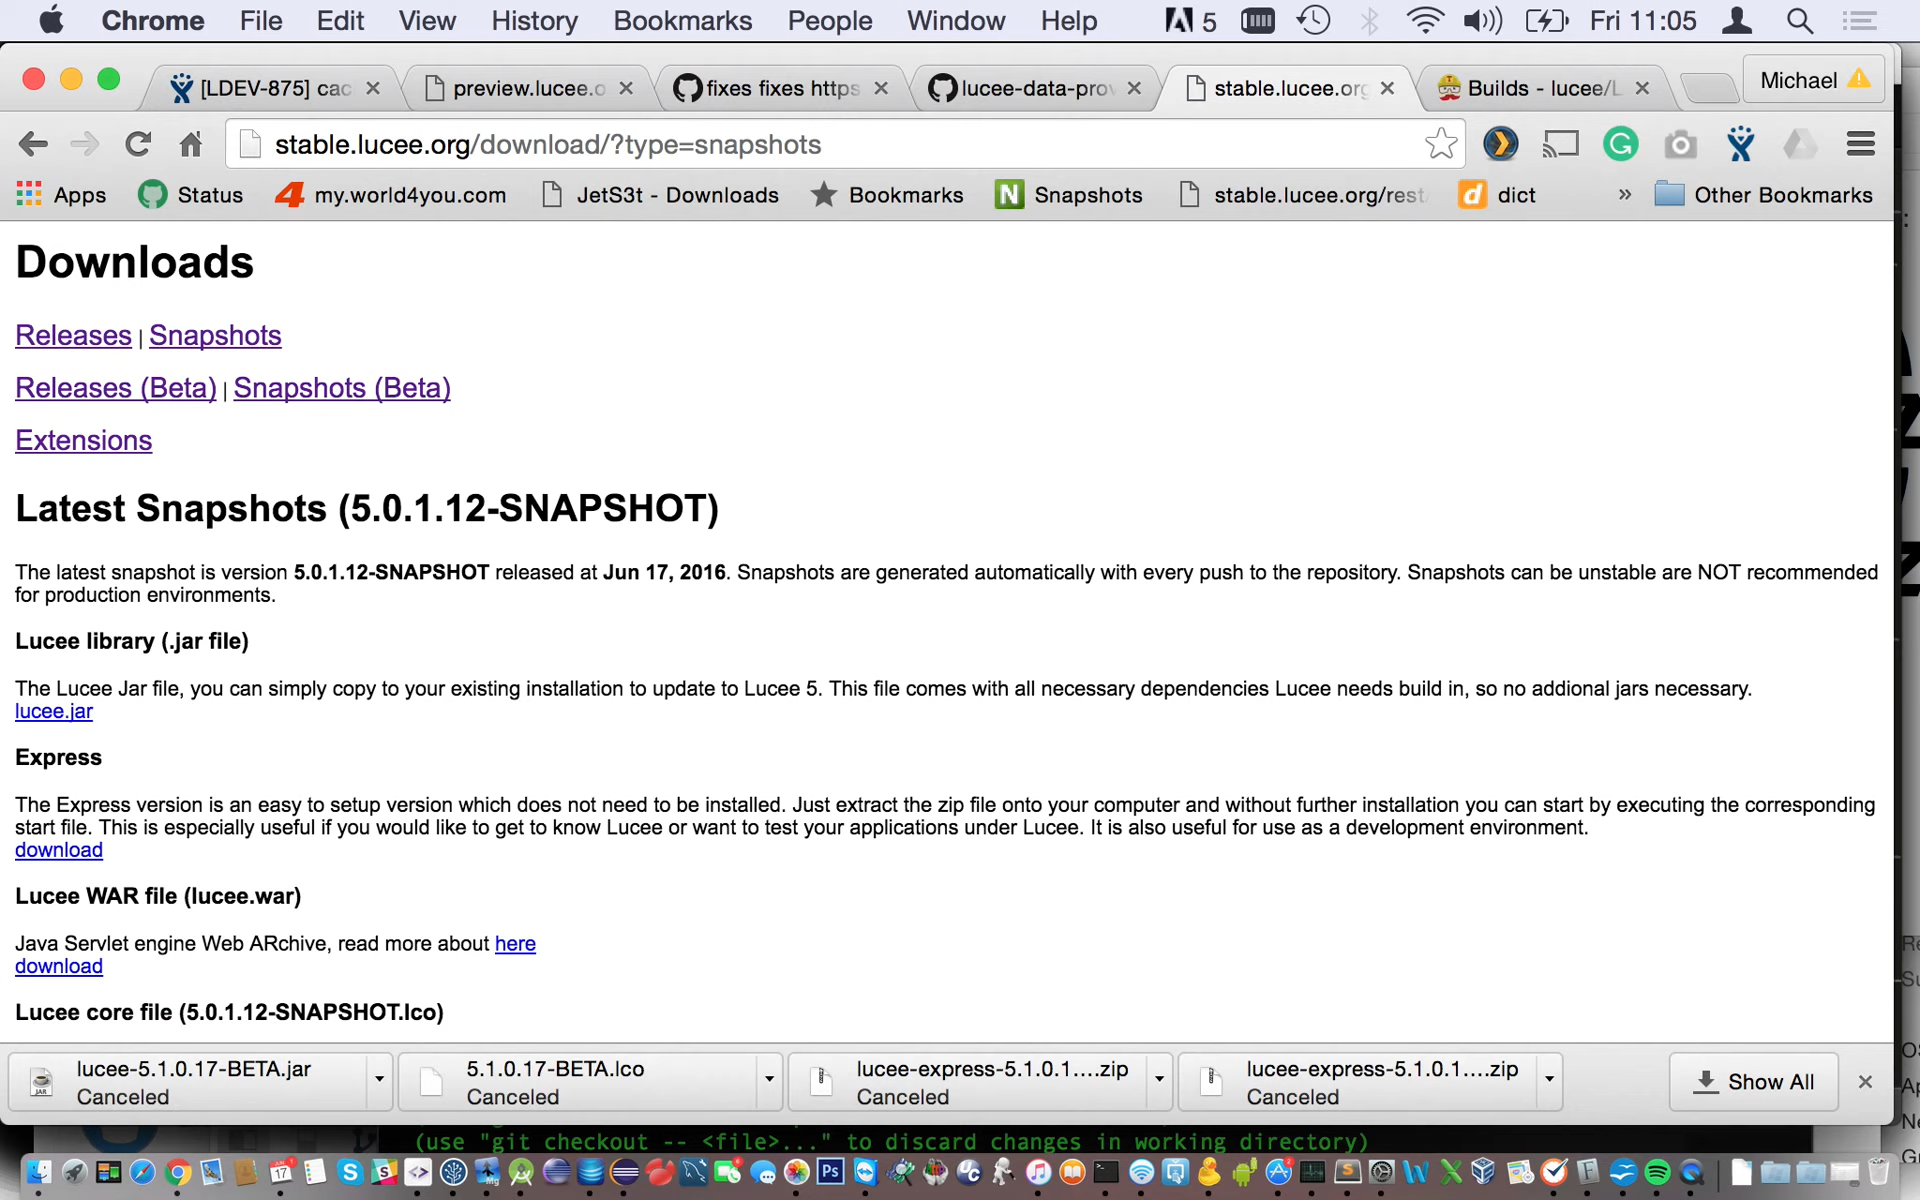 Chrome File Edit View History Bookmarks People Window Help 5 Fri 11:05
[LDEV-875] cac preview.lucee.o fixes fixes https lucee-data-prov stable.lucee.org Builds - lucee/L Michael
stable.lucee.org/download/?type=snapshots
Apps Status my.world4you.com JetS3t - Downloads Bookmarks Snapshots stable.lucee.org/rest dict » Other Bookmarks
Downloads
Releases | Snapshots
Releases (Beta) | Snapshots (Beta)
Extensions
Latest Snapshots (5.0.1.12-SNAPSHOT)
The latest snapshot is version 5.0.1.12-SNAPSHOT released at Jun 17, 2016. Snapshots are generated automatically with every push to the repository. Snapshots can be unstable are NOT recommended
for production environments.
Lucee library (.jar file)
The Lucee Jar file, you can simply copy to your existing installation to update to Lucee 5. This file comes with all necessary dependencies Lucee needs build in, so no addional jars necessary.
lucee.jar
Express
The Express version is an easy to setup version which does not need to be installed. Just extract the zip file onto your computer and without further installation you can start by executing the corresponding
start file. This is especially useful if you would like to get to know Lucee or want to test your applications under Lucee. It is also useful for use as a development environment.
download
Lucee WAR file (lucee.war)
Java Servlet engine Web ARchive, read more about here
download
Lucee core file (5.0.1.12-SNAPSHOT.lco)
lucee-5.1.0.17-BETA.jar 5.1.0.17-BETA.lco lucee-express-5.1.0.1....zip lucee-express-5.1.0.1....zip Show All
Canceled Canceled Canceled Canceled
(use "git checkout -- <file>..." to discard changes in working directory)